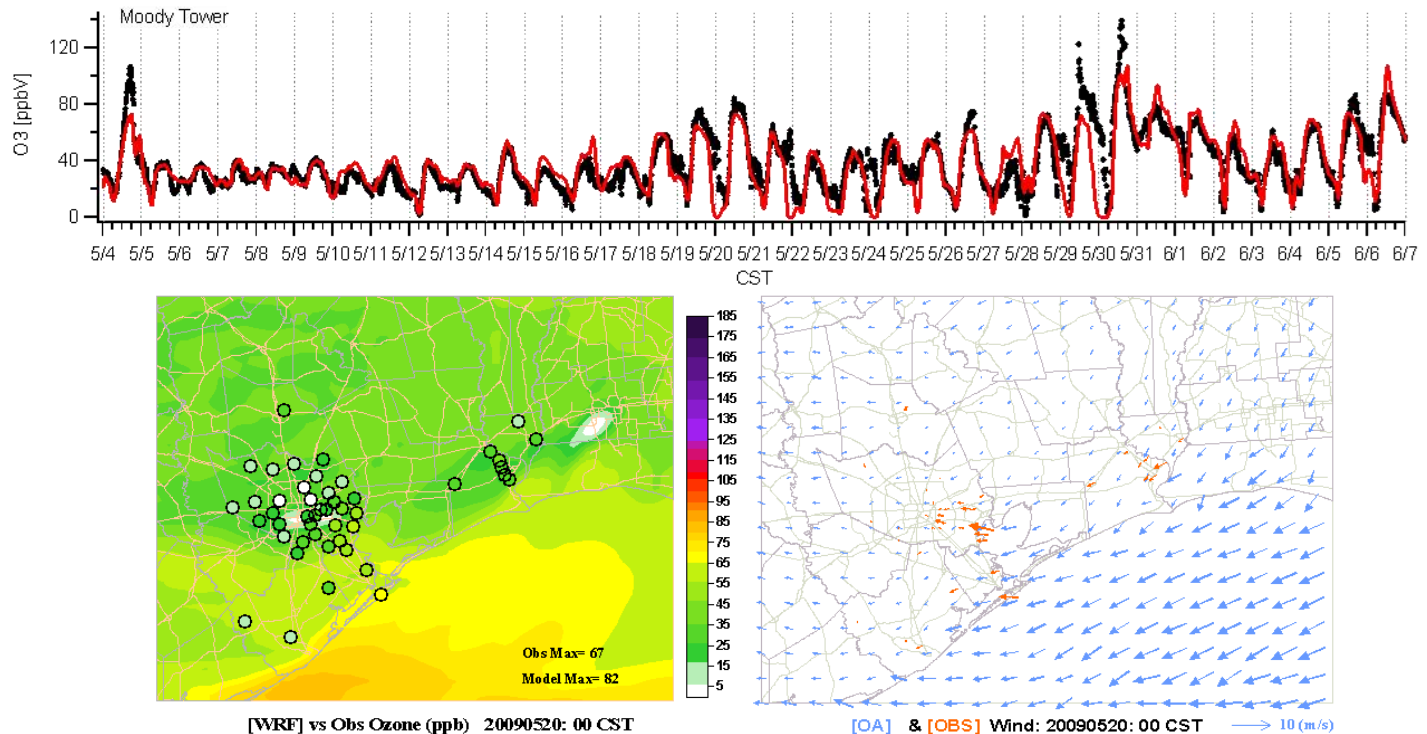 Moody Tower
O3 [ppbV]
120
80
40
0
5/4 5/5 5/6 5/7 5/8 5/9 5/10 5/11 5/12 5/13 5/14 5/15 5/16 5/17 5/18 5/19 5/20 5/21 5/22 5/23 5/24 5/25 5/26 5/27 5/28 5/29 5/30 5/31 6/1 6/2 6/3 6/4 6/5 6/6 6/7
CST
185
175
165
155
145
135
125
115
105
95
85
75
65
55
45
35
25
15
5
Obs Max= 67
Model Max= 82
[WRF] vs Obs Ozone (ppb) 20090520: 00 CST
[OA] & [OBS] Wind: 20090520: 00 CST
10 (m/s)